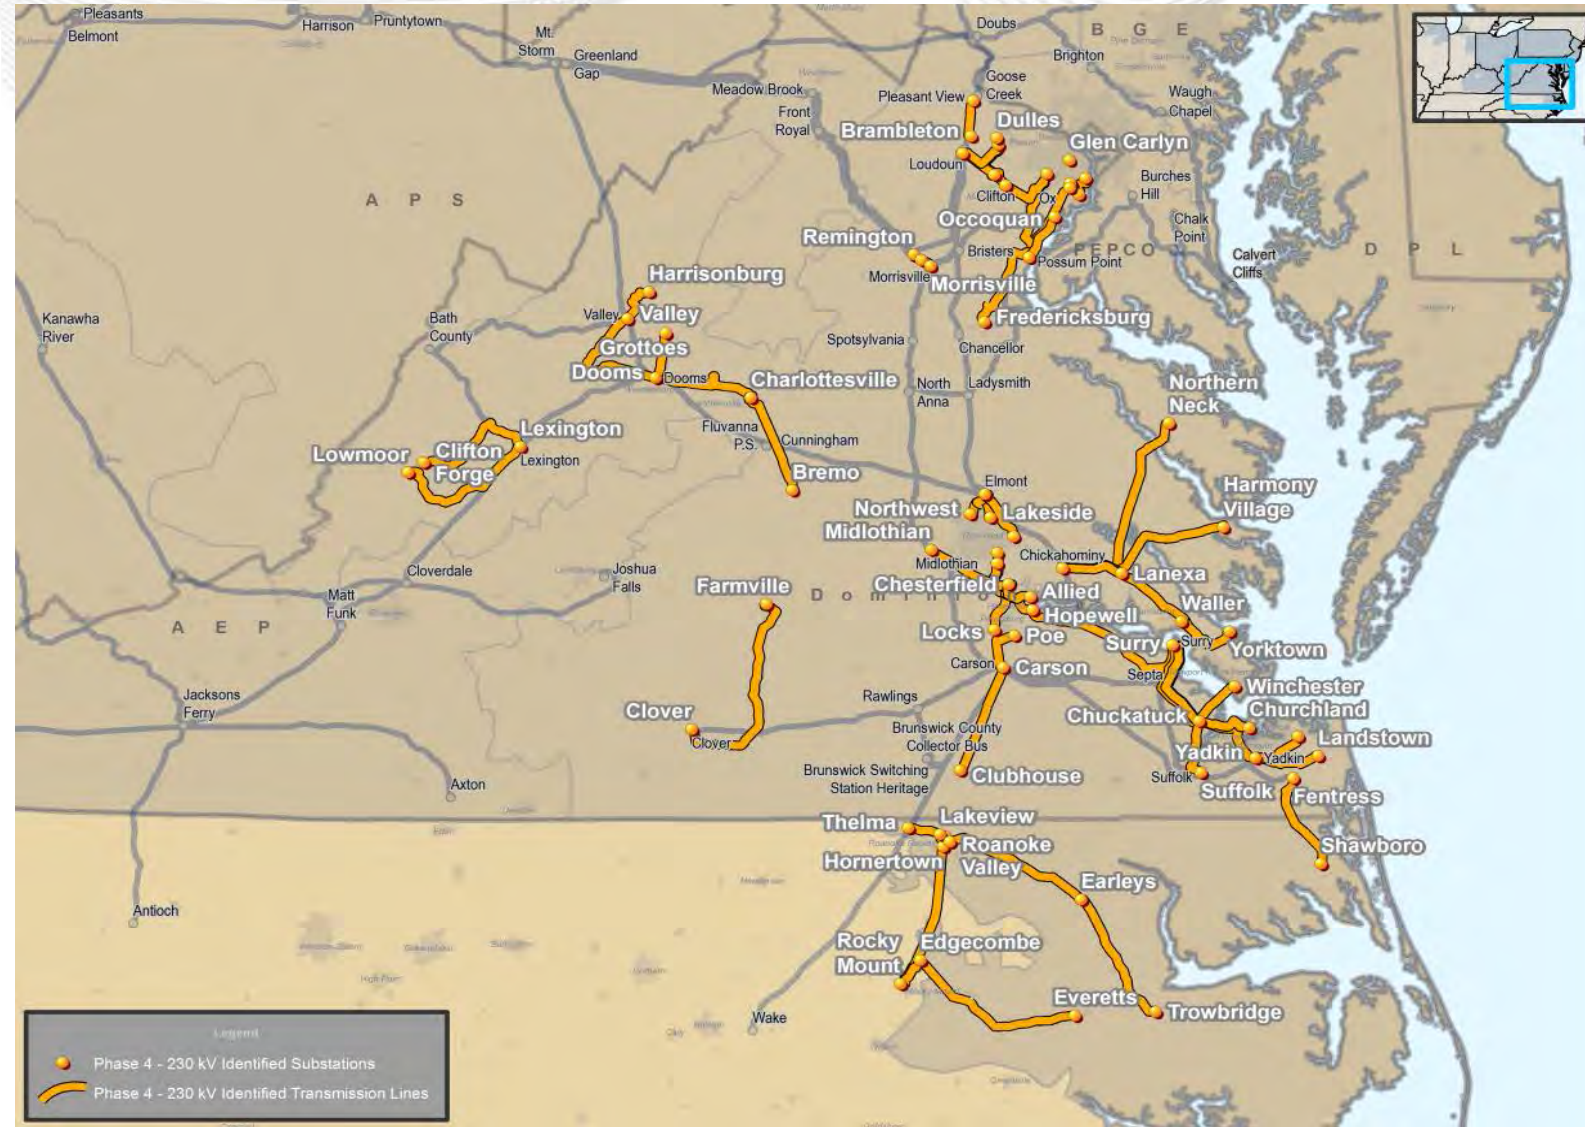 Pleasants
Belmont
Harrison
Pruntytown
Mt.
Storm
Greenland
Gap
Doubs
B G E
Brighton
Meadow Brook
Front
Royal
Pleasant View
Goose
Creek
Waugh
Chapel
Brambleton
Dulles
Glen Carlyn
Loudoun
Clifton
Ox
Burches
Hill
A P S
Occoquan
Chalk
Point
Remington
Bristers
PEPCO
Possum Point
Calvert
Cliffs
D P L
Morrisville
Morrisville
Harrisonburg
Valley
Valley
Fredericksburg
Kanawha
River
Bath
County
Grottoes
Spotsylvania
Chancellor
Dooms
Dooms
Charlottesville
North
Anna
Ladysmith
Northern
Neck
Fluvanna
P.S.
Cunningham
Lexington
Lexington
Lowmoor
Clifton
Forge
Bremo
Elmont
Harmony
Village
Northwest
Lakeside
Midlothian
Midlothian
Chickahominy
Lanexa
Cloverdale
Joshua
Falls
Farmville
Dominio
Chesterfield
Allied
Hopewell
Waller
Matt
Funk
A E P
Locks
Poe
Surry
Surry
Yorktown
Carson
Carson
Septa
Jacksons
Ferry
Rawlings
Winchester
Churchland
Clover
Clover
Brunswick County
Collector Bus
Chuckatuck
Landstown
Yadkin
Yadkin
Brunswick Switching
Station Heritage
Clubhouse
Suffolk
Suffolk
Fentress
Axton
Thelma
Lakeview
Hornertown
Roanoke
Valley
Shawboro
Earleys
Antioch
Rocky
Mount
Edgecombe
Everetts
Trowbridge
Wake
Legend
Phase 4 - 230 kV Identified Substations
Phase 4 - 230 kV Identified Transmission Lines